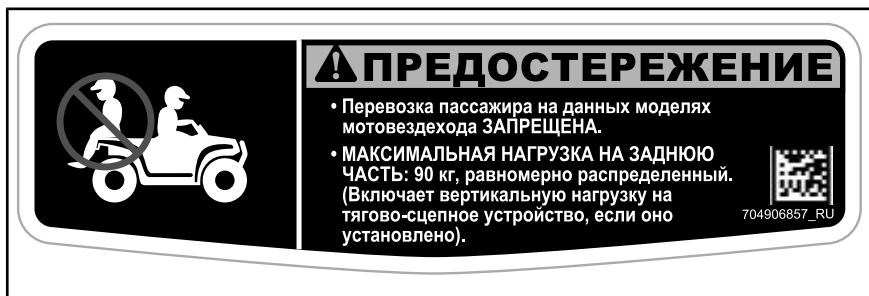 ПРЕДОСТЕРЕЖЕНИЕ
• Перевозка пассажира на данных моделях
мотовездехода ЗАПРЕЩЕНА.
• МАКСИМАЛЬНАЯ НАГРУЗКА НА ЗАДНЮЮ
ЧАСТЬ: 90 кг, равномерно распределенный.
(Включает вертикальную нагрузку на
тягово-сцепное устройство, если оно
установлено).
704906857_RU